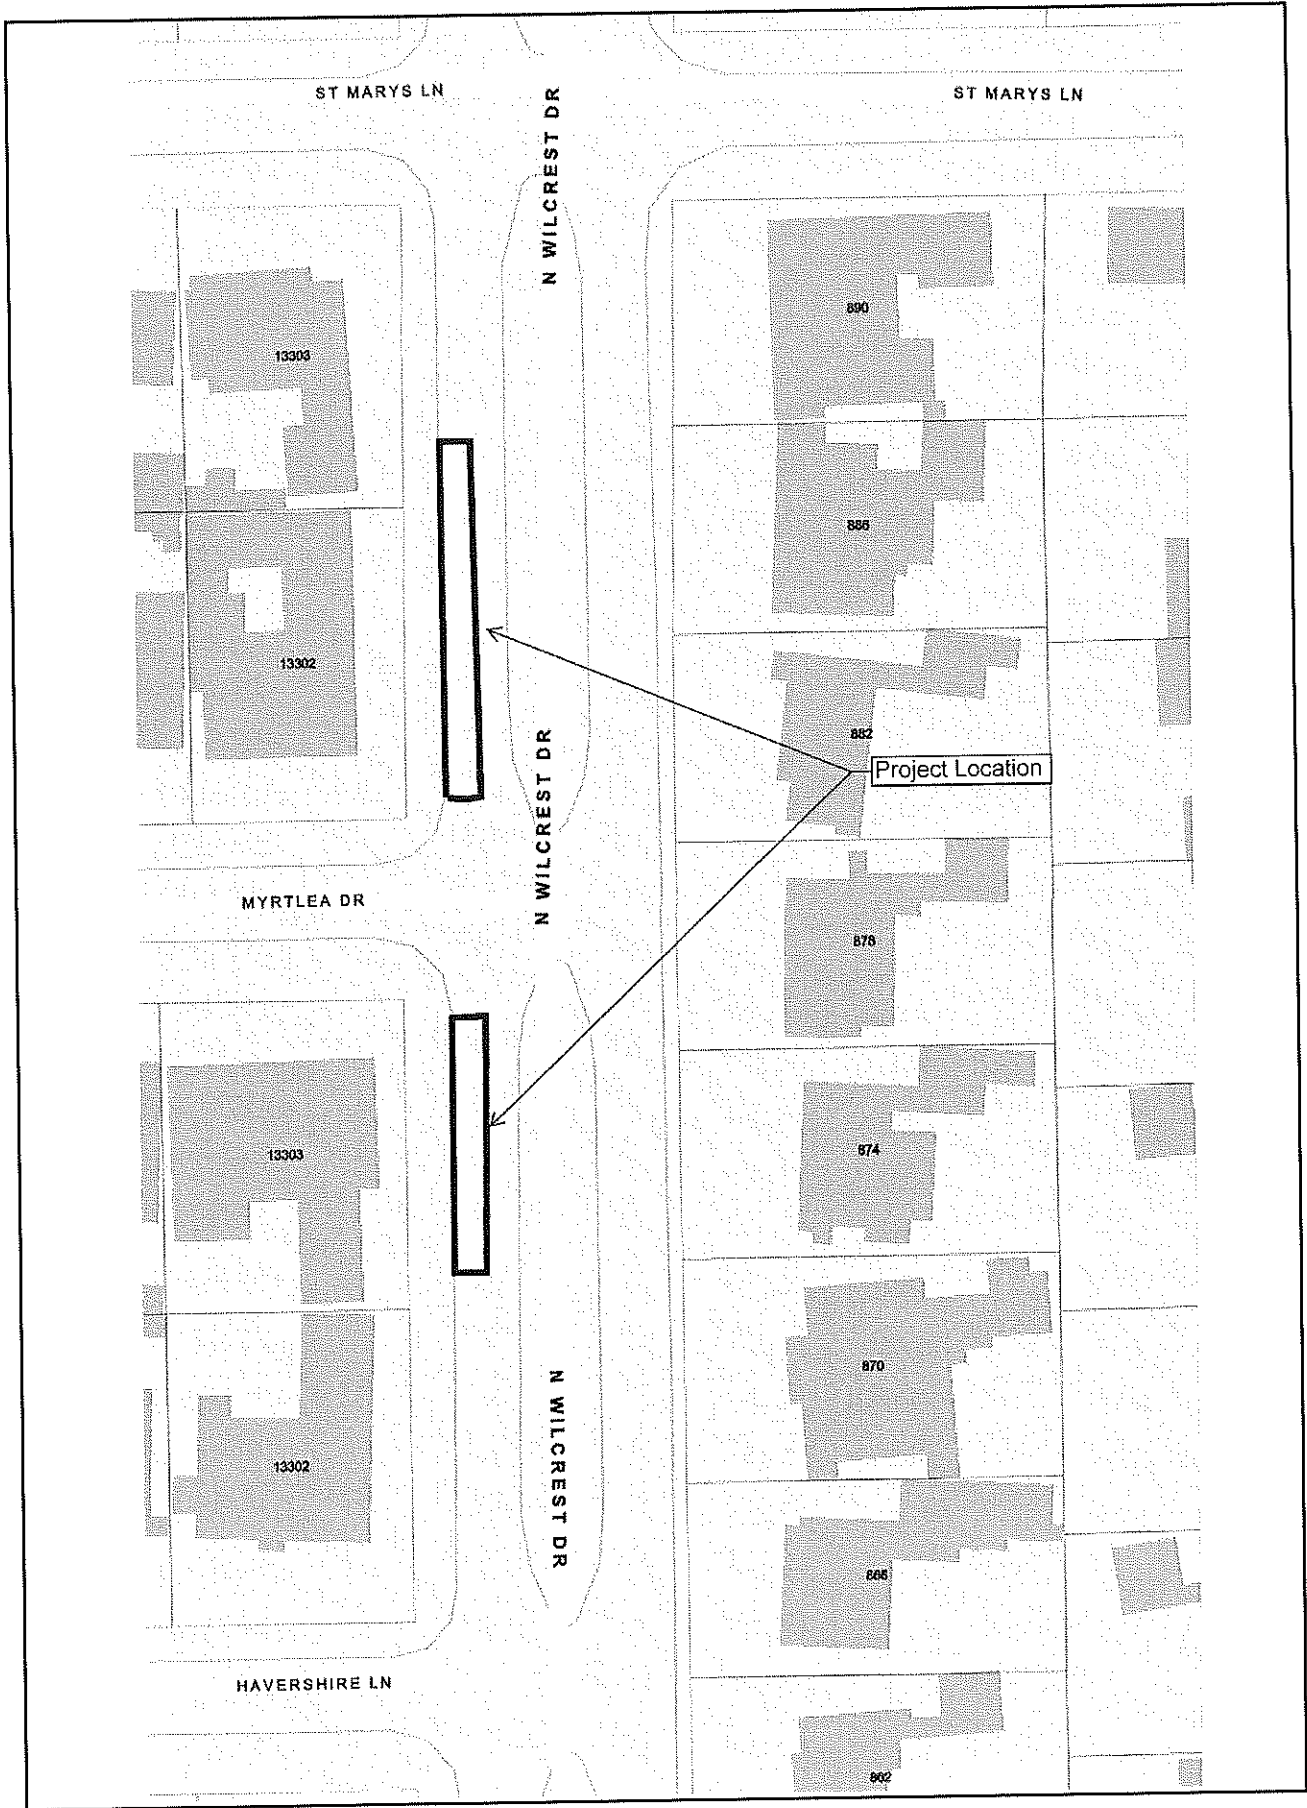 ST MARYS LN
ST MARYS LN
N WILCREST DR
890
13303
886
13302
882
Project Location
N WILCREST DR
MYRTLEA DR
878
874
13303
870
N WILCREST DR
13302
866
HAVERSHIRE LN
862